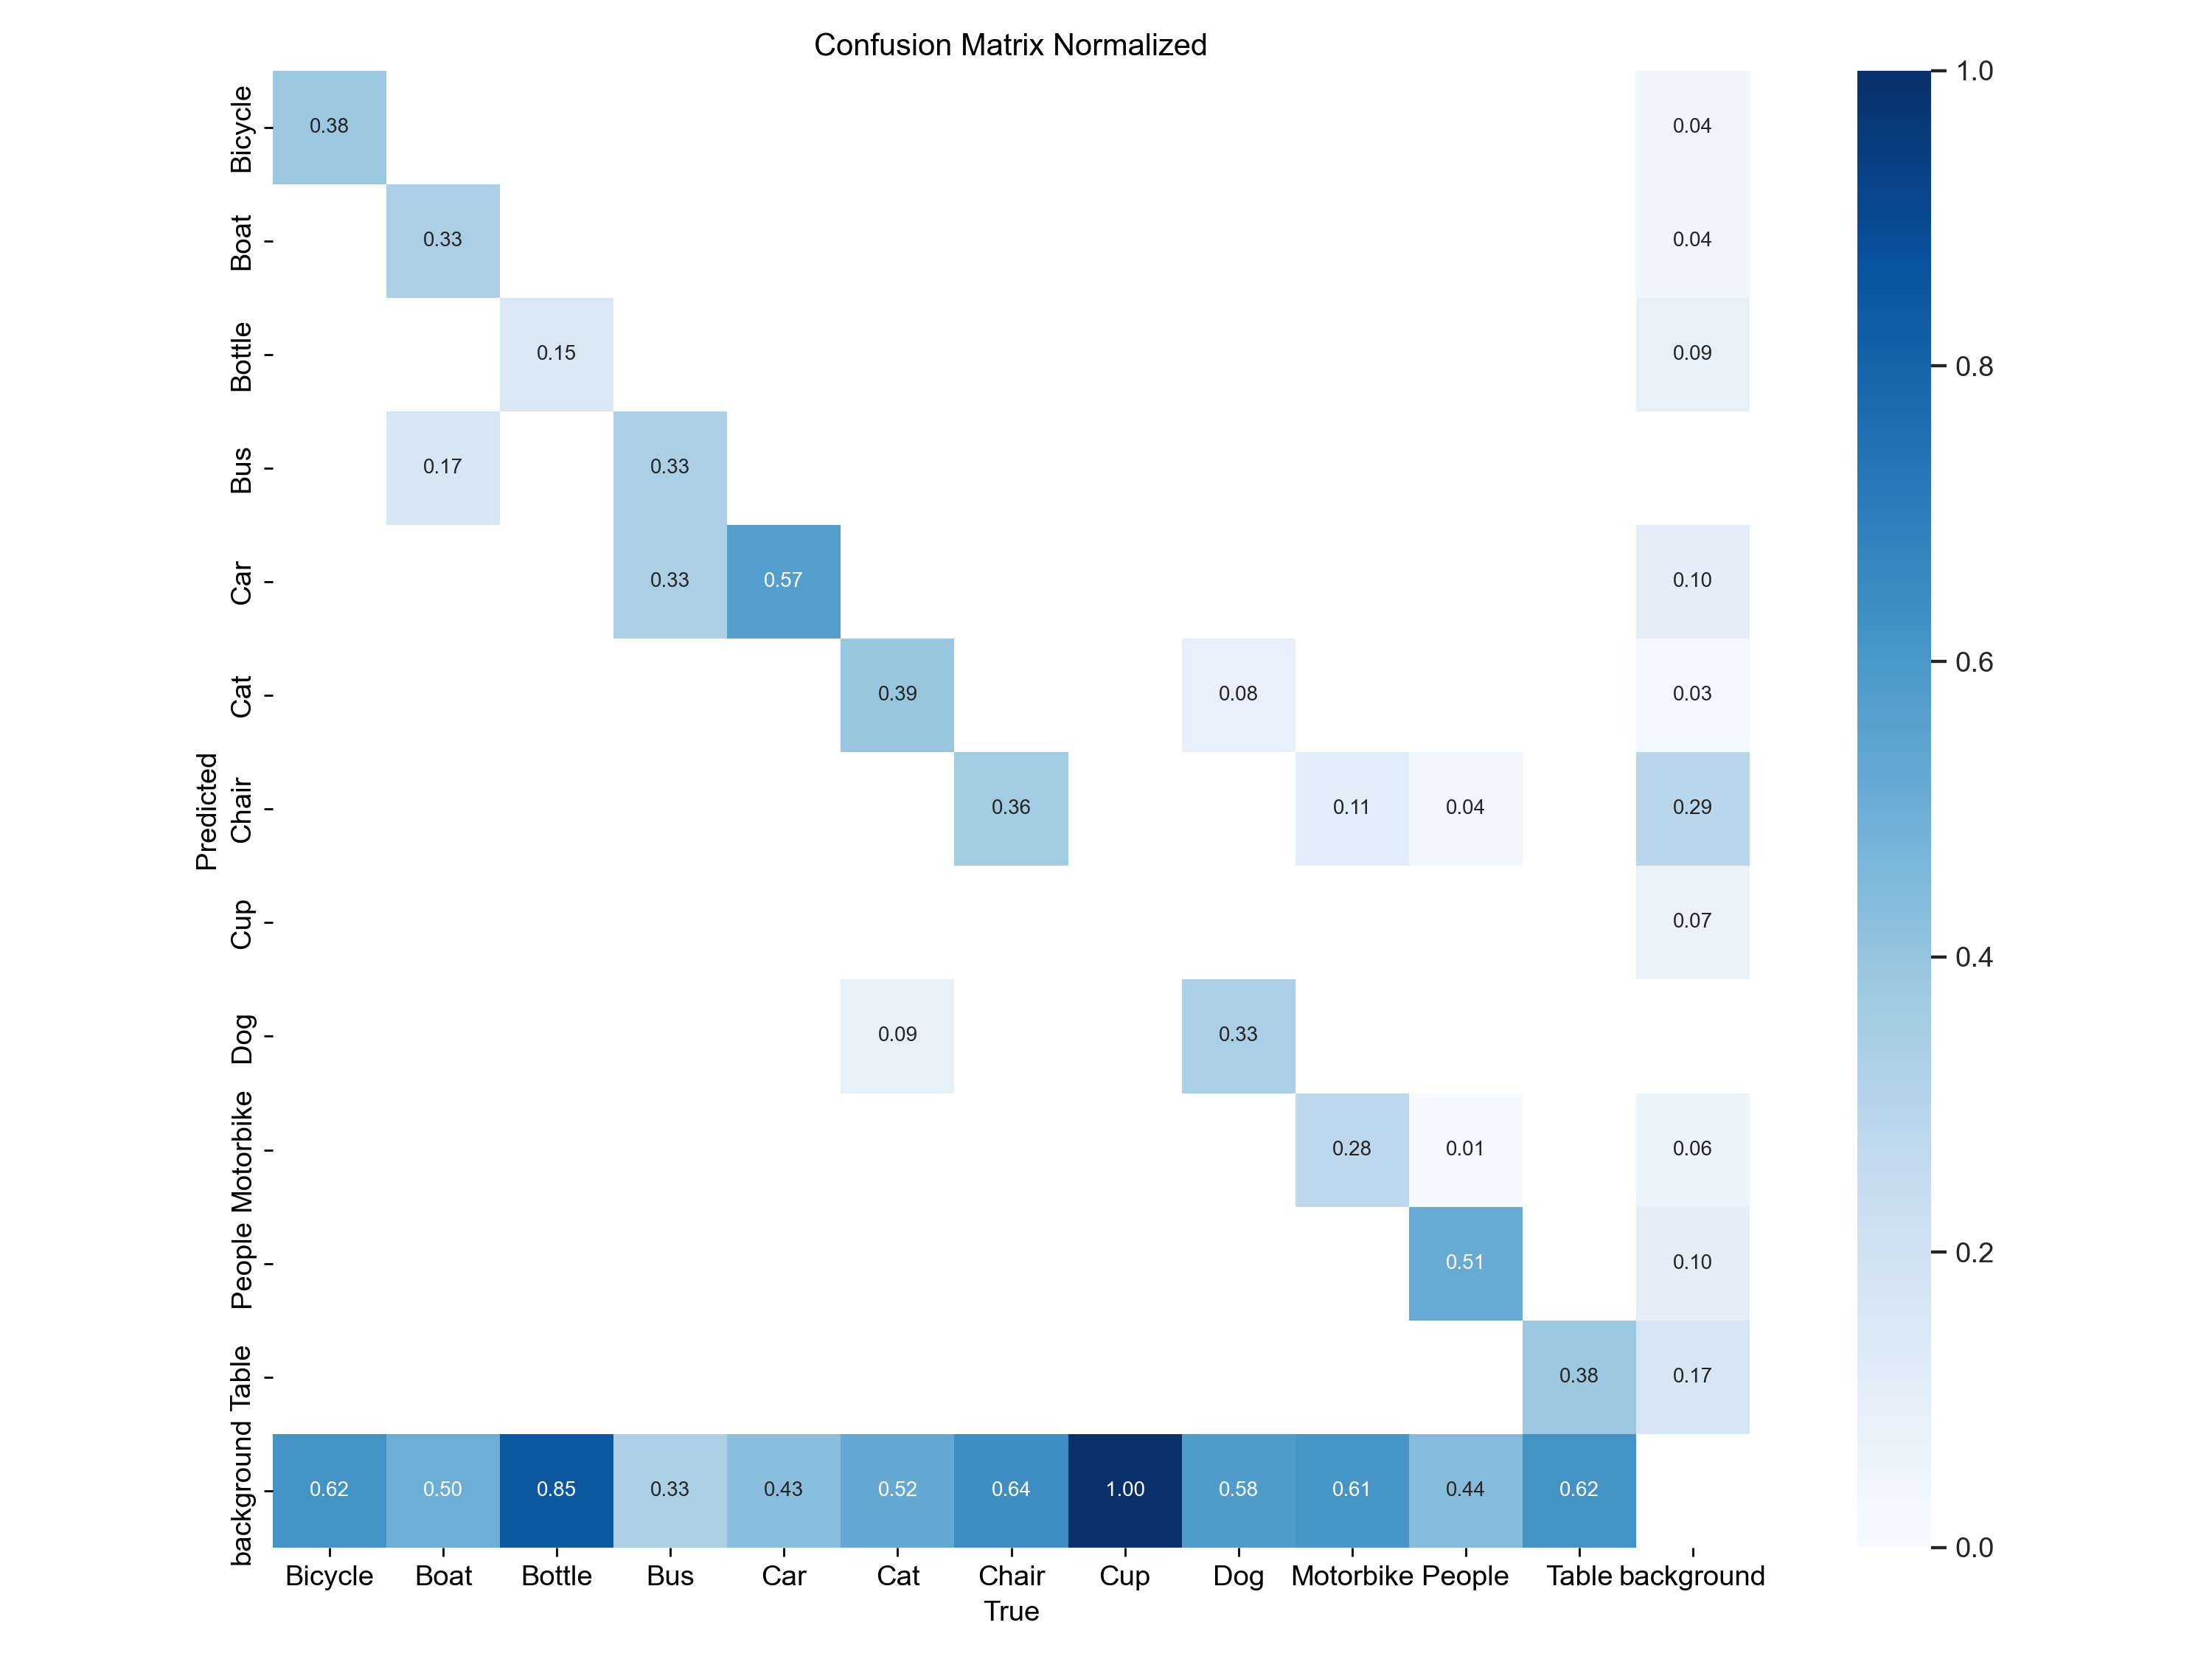 Confusion Matrix Normalized
Predicted
Bicycle 0.38 0.04
Boat 0.33 0.04
Bottle 0.15 0.09
Bus 0.17 0.33
Car 0.33 0.57 0.10
Cat 0.39 0.08 0.03
Chair 0.36 0.11 0.04 0.29
Cup 0.07
Dog 0.09 0.33
Motorbike 0.28 0.01 0.06
People 0.51 0.10
Table 0.38 0.17
background 0.62 0.50 0.85 0.33 0.43 0.52 0.64 1.00 0.58 0.61 0.44 0.62
Bicycle Boat Bottle Bus Car Cat Chair Cup Dog Motorbike People Table background
True
1.0
0.8
0.6
0.4
0.2
0.0